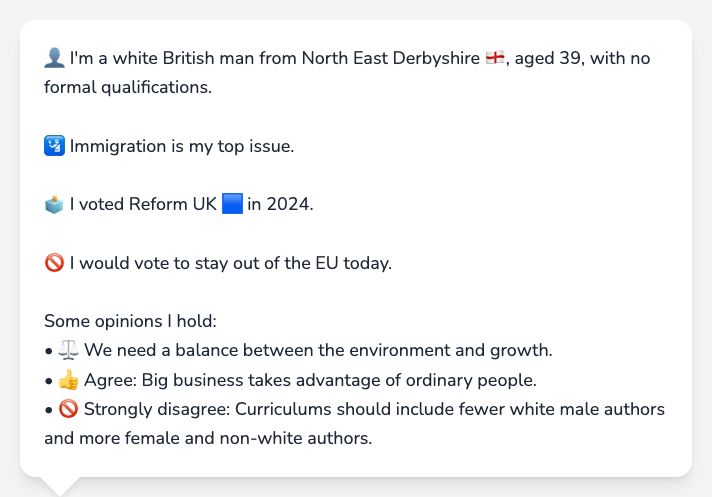 👤 I'm a white British man from North East Derbyshire 🏴󠁧󠁢󠁥󠁮󠁧󠁿, aged 39, with no
formal qualifications.
🛂 Immigration is my top issue.
🗳️ I voted Reform UK 🟦 in 2024.
🚫 I would vote to stay out of the EU today.
Some opinions I hold:
• ⚖️ We need a balance between the environment and growth.
• 👍 Agree: Big business takes advantage of ordinary people.
• 🚫 Strongly disagree: Curriculums should include fewer white male authors
and more female and non-white authors.